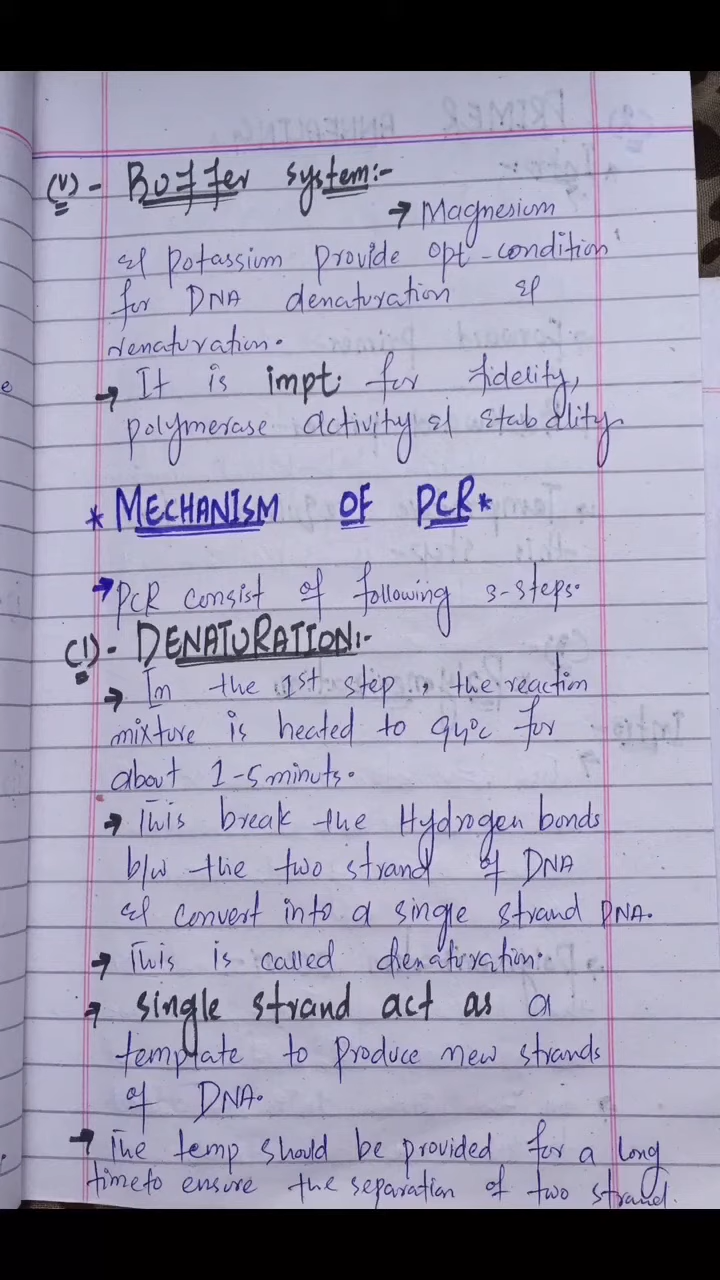 (V)- Buffer system:-
→ Magnesium
& potassium provide opt-condition
for DNA denaturation &
renaturation.
→ It is impt. for fidelity,
polymerase activity & stability
* MECHANISM OF PCR *
→ PCR consist of following 3-steps.
(1)- DENATURATION:-
→ In the 1st step, the reaction
mixture is heated to 94°c for
about 1-5 minuts.
→ This break the Hydrogen bonds
b/w the two strand of DNA
& convert into a single strand DNA.
→ This is called denaturation.
→ single strand act as a
template to produce new strands
of DNA.
→ The temp should be provided for a long
time to ensure the separation of two strand.